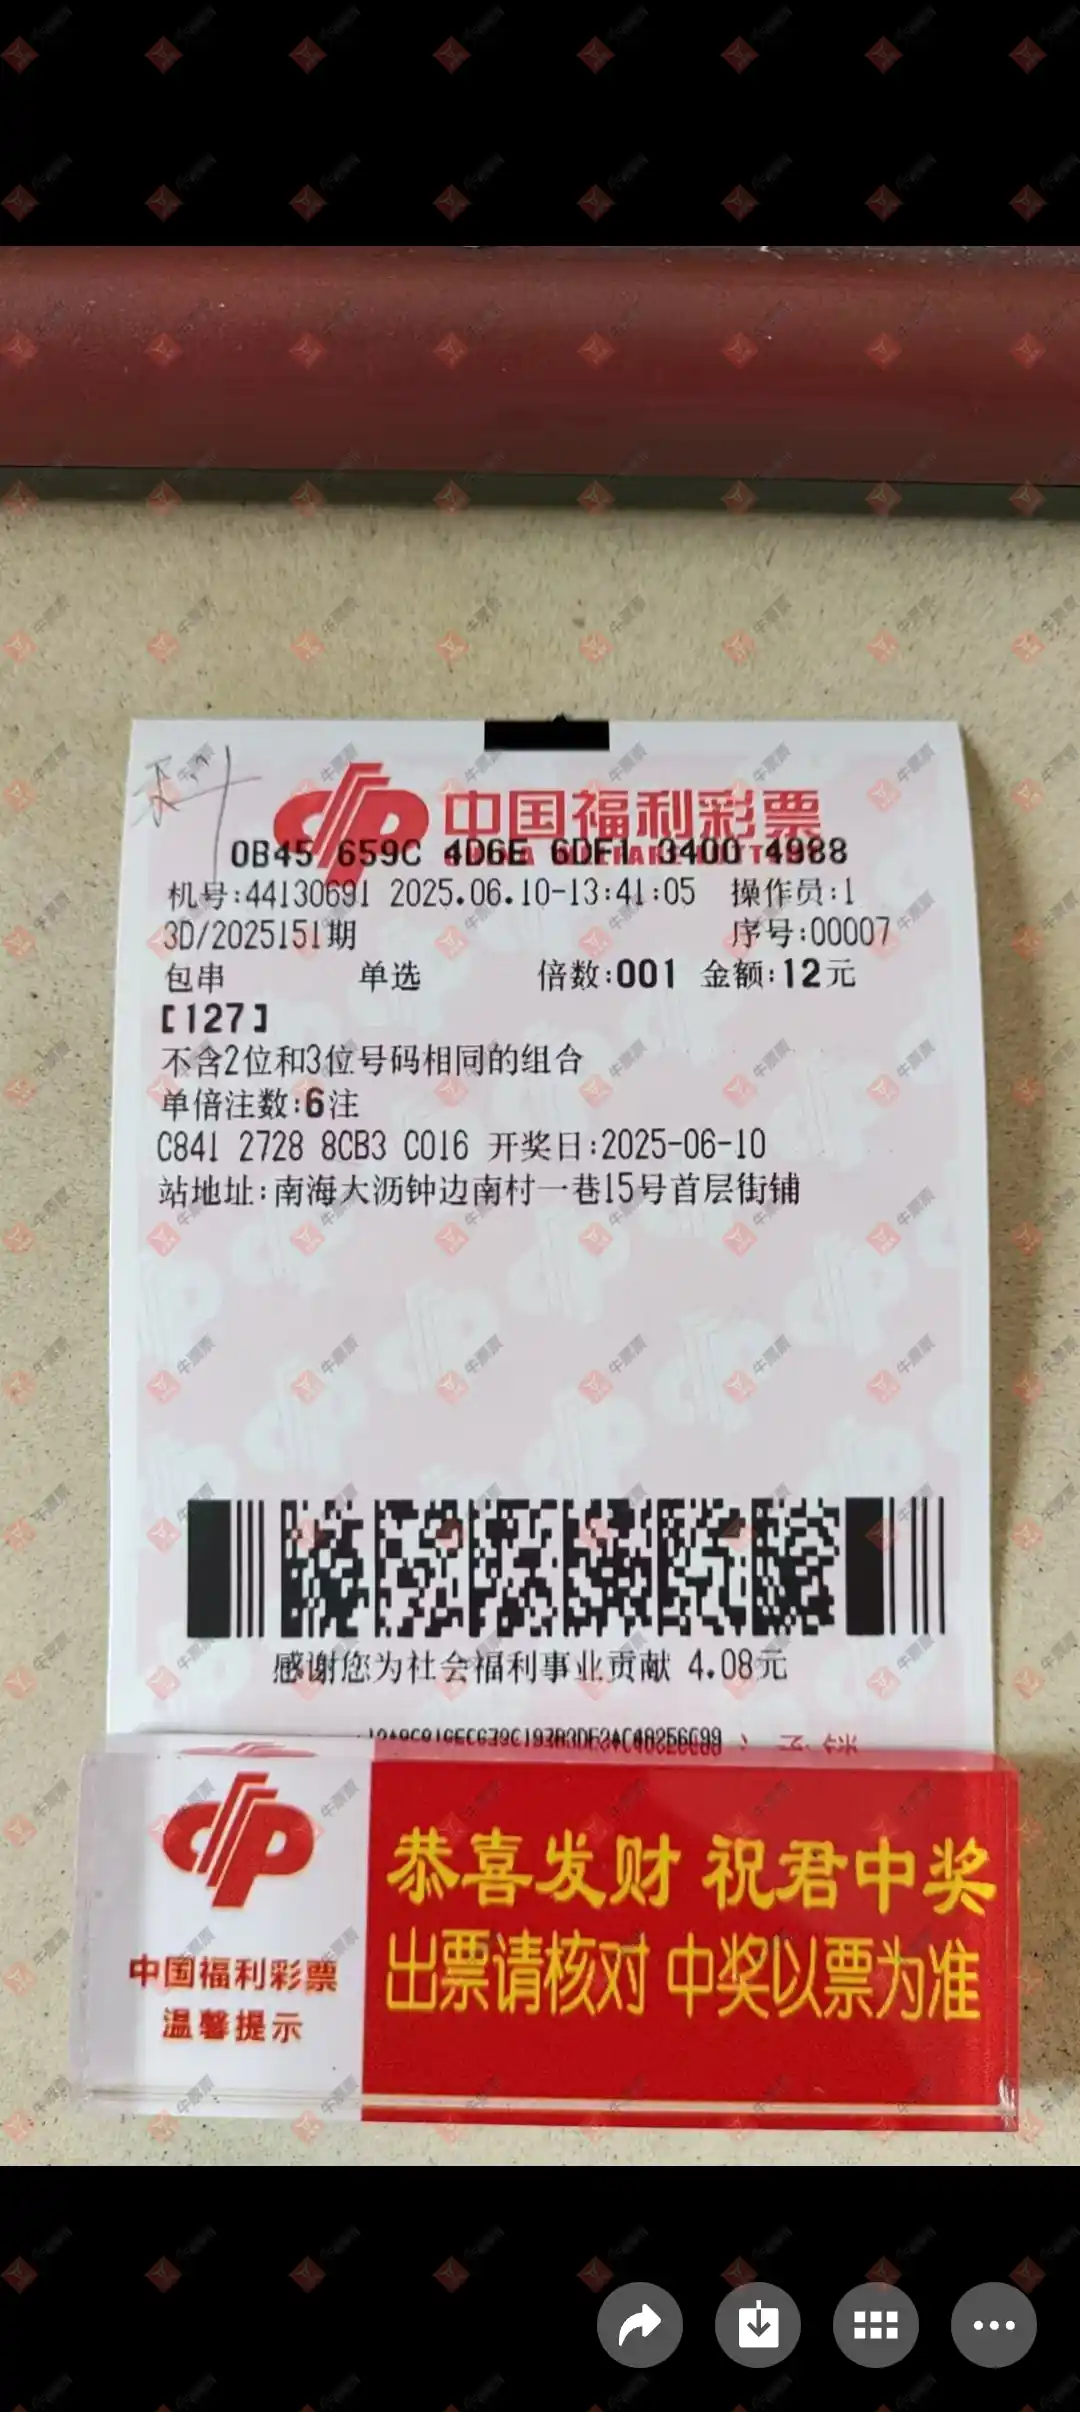 中国福利彩票
CHINA WELFARE LOTTERY
0B45 659C 4D6E 6DF1 3400 4988
机号:44130691 2025.06.10-13:41:05 操作员:1
3D/2025151期 序号:00007
包串 单选 倍数:001 金额:12元
[127]
不含2位和3位号码相同的组合
单倍注数:6注
C841 2728 8CB3 C016 开奖日:2025-06-10
站地址:南海大沥钟边南村一巷15号首层街铺
感谢您为社会福利事业贡献 4.08元
恭喜发财 祝君中奖
出票请核对 中奖以票为准
中国福利彩票
温馨提示
牛票票